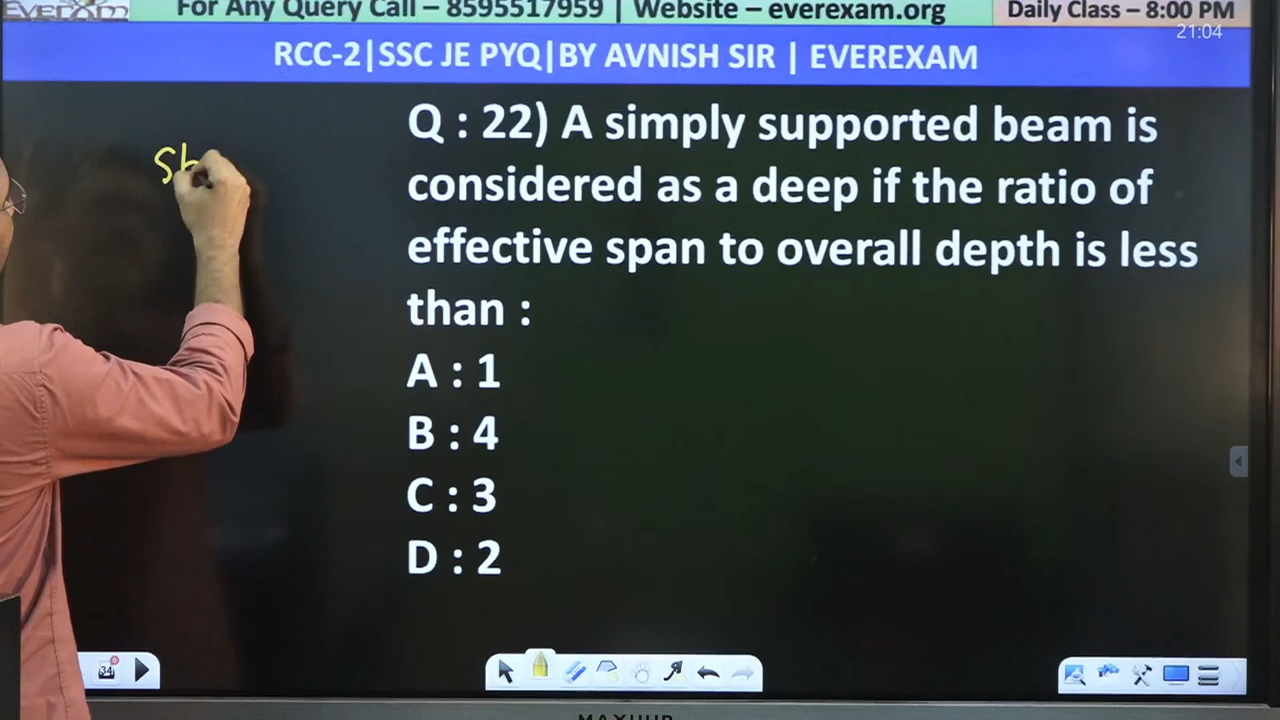 For Any Query Call – 8595517959 | Website – everexam.org
Daily Class – 8:00 PM
21:04
RCC-2|SSC JE PYQ|BY AVNISH SIR | EVEREXAM
Q : 22) A simply supported beam is
considered as a deep if the ratio of
effective span to overall depth is less
than :
A : 1
B : 4
C : 3
D : 2
34